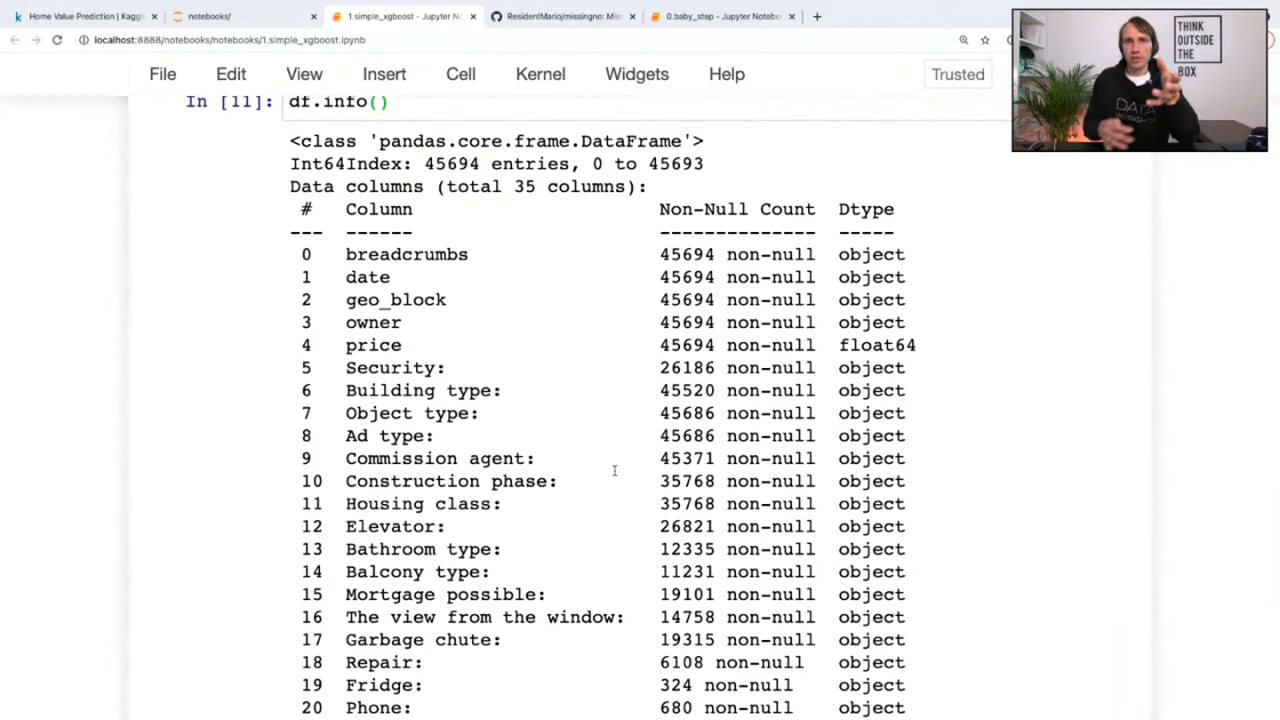 Home Value Prediction | Kaggl
notebooks/
1.simple_xgboost - Jupyter No
ResidentMario/missingno: Mis
0.baby_step - Jupyter Notebo
localhost:8888/notebooks/notebooks/1.simple_xgboost.ipynb
File Edit View Insert Cell Kernel Widgets Help Trusted
THINK
OUTSIDE
THE
BOX
DATA
In [11]: df.info()
<class 'pandas.core.frame.DataFrame'>
Int64Index: 45694 entries, 0 to 45693
Data columns (total 35 columns):
# Column Non-Null Count Dtype
--- ------ -------------- -----
0 breadcrumbs 45694 non-null object
1 date 45694 non-null object
2 geo_block 45694 non-null object
3 owner 45694 non-null object
4 price 45694 non-null float64
5 Security: 26186 non-null object
6 Building type: 45520 non-null object
7 Object type: 45686 non-null object
8 Ad type: 45686 non-null object
9 Commission agent: 45371 non-null object
10 Construction phase: 35768 non-null object
11 Housing class: 35768 non-null object
12 Elevator: 26821 non-null object
13 Bathroom type: 12335 non-null object
14 Balcony type: 11231 non-null object
15 Mortgage possible: 19101 non-null object
16 The view from the window: 14758 non-null object
17 Garbage chute: 19315 non-null object
18 Repair: 6108 non-null object
19 Fridge: 324 non-null object
20 Phone: 680 non-null object